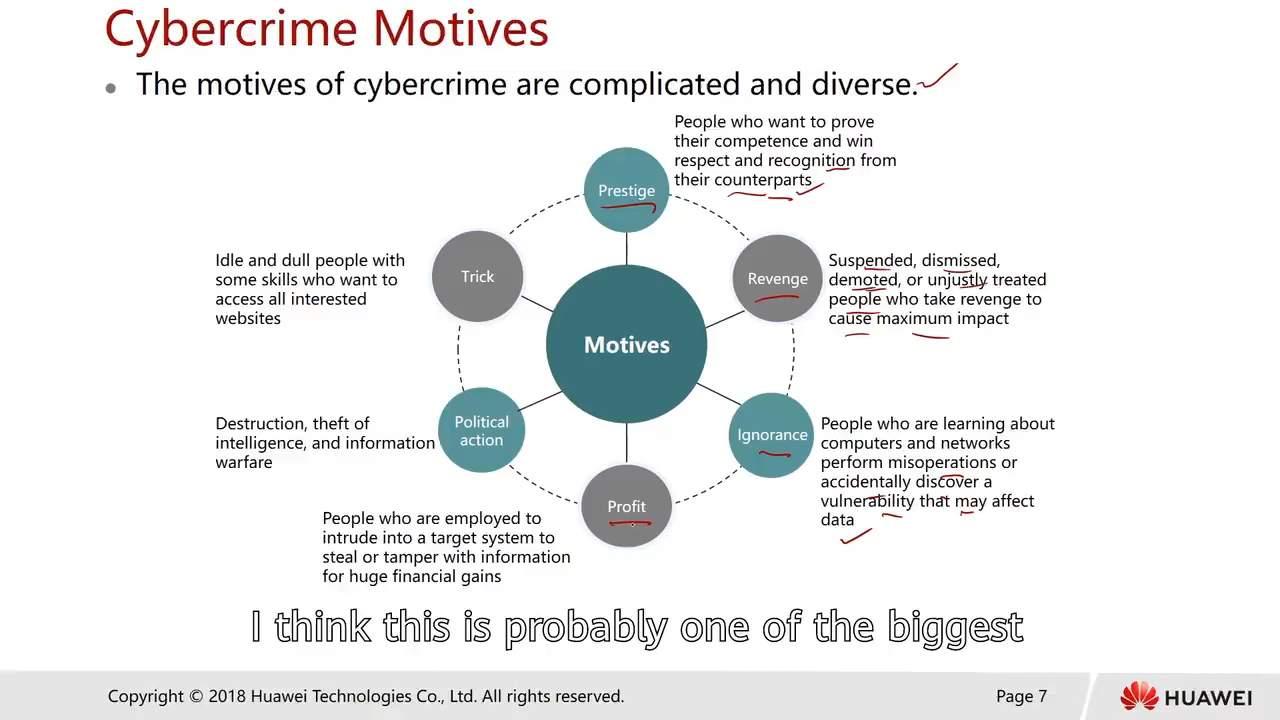 Cybercrime Motives
• The motives of cybercrime are complicated and diverse.
People who want to prove
their competence and win
respect and recognition from
their counterparts
Prestige
Idle and dull people with
some skills who want to
access all interested
websites
Trick
Revenge
Suspended, dismissed,
demoted, or unjustly treated
people who take revenge to
cause maximum impact
Motives
Destruction, theft of
intelligence, and information
warfare
Political
action
Ignorance
People who are learning about
computers and networks
perform misoperations or
accidentally discover a
vulnerability that may affect
data
Profit
People who are employed to
intrude into a target system to
steal or tamper with information
for huge financial gains
I think this is probably one of the biggest
Copyright © 2018 Huawei Technologies Co., Ltd. All rights reserved.
Page 7
HUAWEI